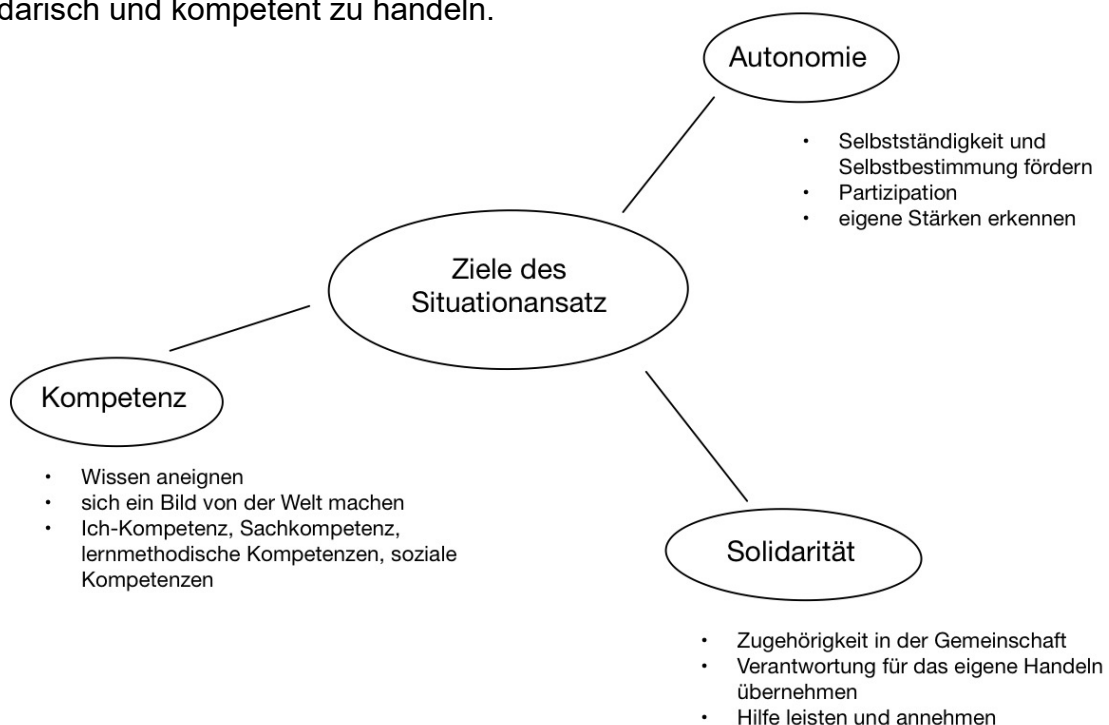 darisch und kompetent zu handeln.
Autonomie
• Selbstständigkeit und
Selbstbestimmung fördern
• Partizipation
• eigene Stärken erkennen
Ziele des
Situationansatz
Kompetenz
• Wissen aneignen
• sich ein Bild von der Welt machen
• Ich-Kompetenz, Sachkompetenz,
lernmethodische Kompetenzen, soziale
Kompetenzen
Solidarität
• Zugehörigkeit in der Gemeinschaft
• Verantwortung für das eigene Handeln
übernehmen
• Hilfe leisten und annehmen